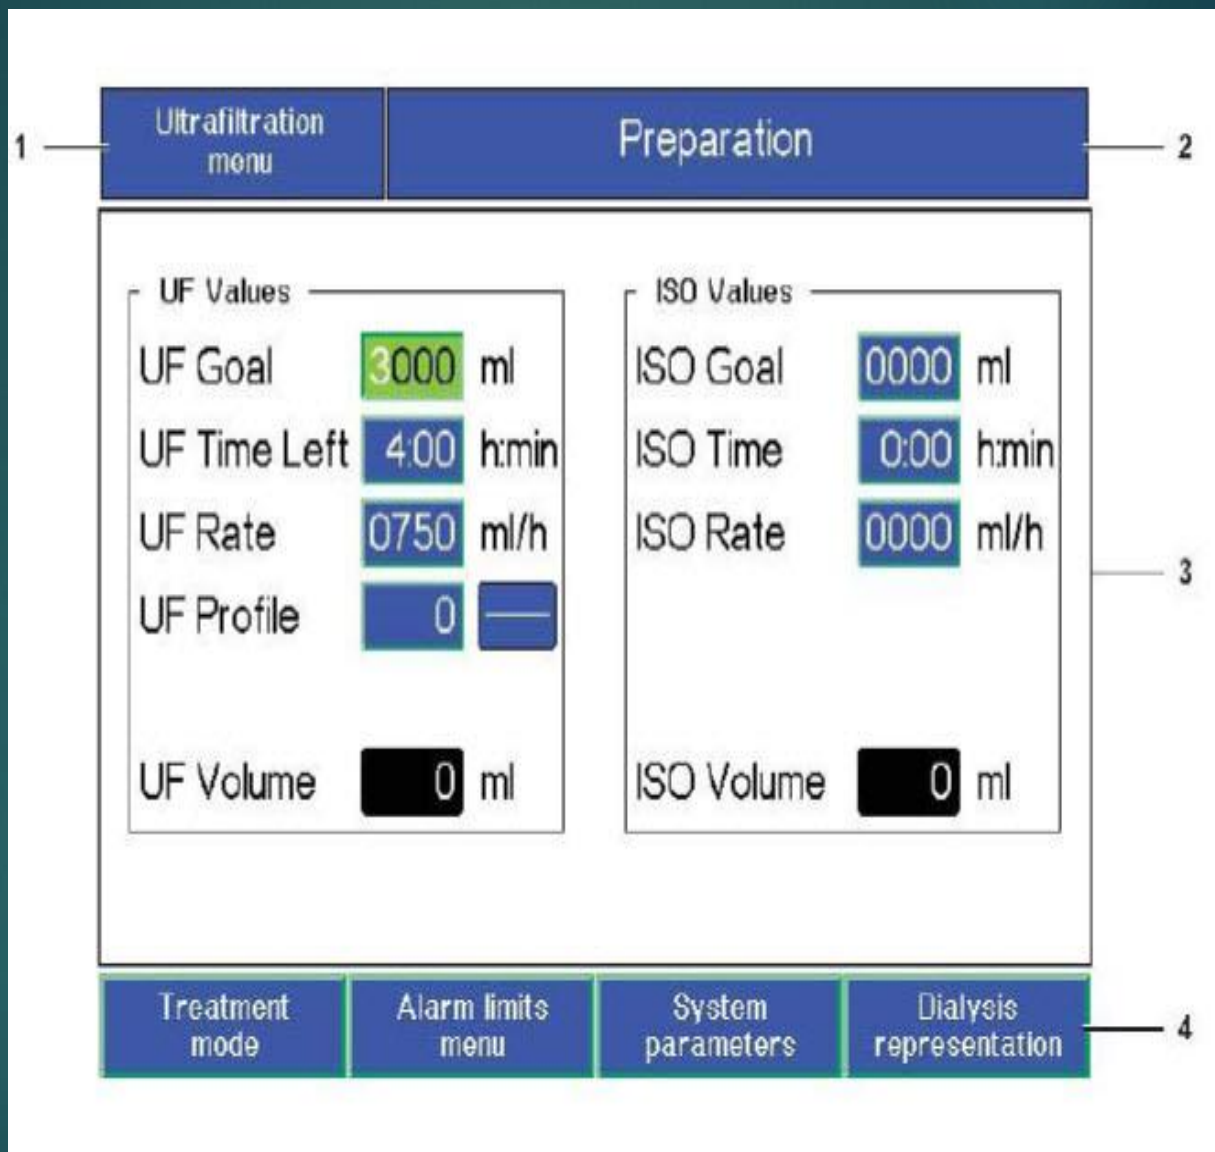 Ultrafiltration
menu
Preparation
1
2
UF Values
UF Goal 3000 ml
UF Time Left 4:00 h:min
UF Rate 0750 ml/h
UF Profile 0
UF Volume 0 ml
ISO Values
ISO Goal 0000 ml
ISO Time 0:00 h:min
ISO Rate 0000 ml/h
ISO Volume 0 ml
3
Treatment
mode
Alarm limits
menu
System
parameters
Dialysis
representation
4